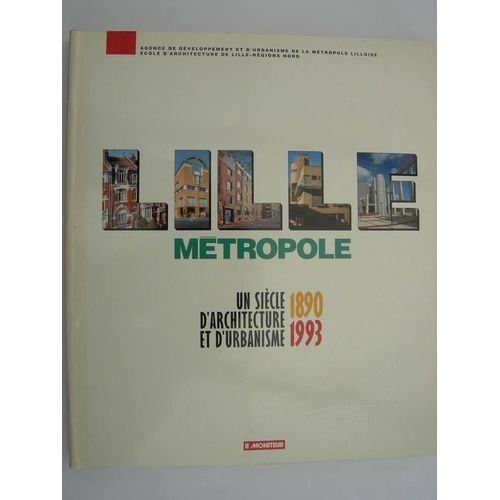 AGENCE DE DÉVELOPPEMENT ET D'URBANISME DE LA MÉTROPOLE LILLOISE
ÉCOLE D'ARCHITECTURE DE LILLE-RÉGIONS NORD
LILLE
MÉTROPOLE
UN SIÈCLE 1890
D'ARCHITECTURE
ET D'URBANISME 1993
LE MONITEUR